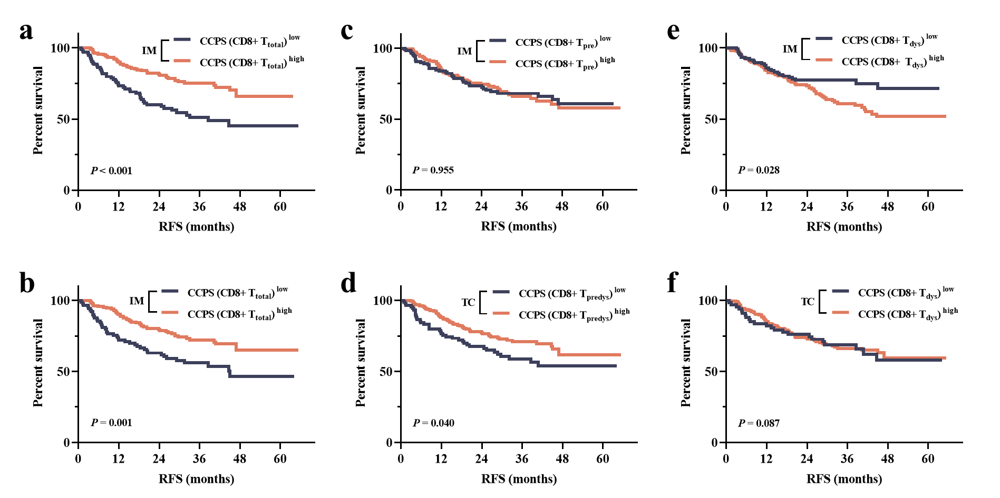 a
IM
CCPS (CD8+ Ttotal) low
CCPS (CD8+ Ttotal) high
Percent survival
100
50
0
P < 0.001
0 12 24 36 48 60
RFS (months)
c
IM
CCPS (CD8+ Tpre) low
CCPS (CD8+ Tpre) high
Percent survival
100
50
0
P = 0.955
0 12 24 36 48 60
RFS (months)
e
IM
CCPS (CD8+ Tdys) low
CCPS (CD8+ Tdys) high
Percent survival
100
50
0
P = 0.028
0 12 24 36 48 60
RFS (months)
b
IM
CCPS (CD8+ Ttotal) low
CCPS (CD8+ Ttotal) high
Percent survival
100
50
0
P = 0.001
0 12 24 36 48 60
RFS (months)
d
TC
CCPS (CD8+ Tpredys) low
CCPS (CD8+ Tpredys) high
Percent survival
100
50
0
P = 0.040
0 12 24 36 48 60
RFS (months)
f
TC
CCPS (CD8+ Tdys) low
CCPS (CD8+ Tdys) high
Percent survival
100
50
0
P = 0.087
0 12 24 36 48 60
RFS (months)